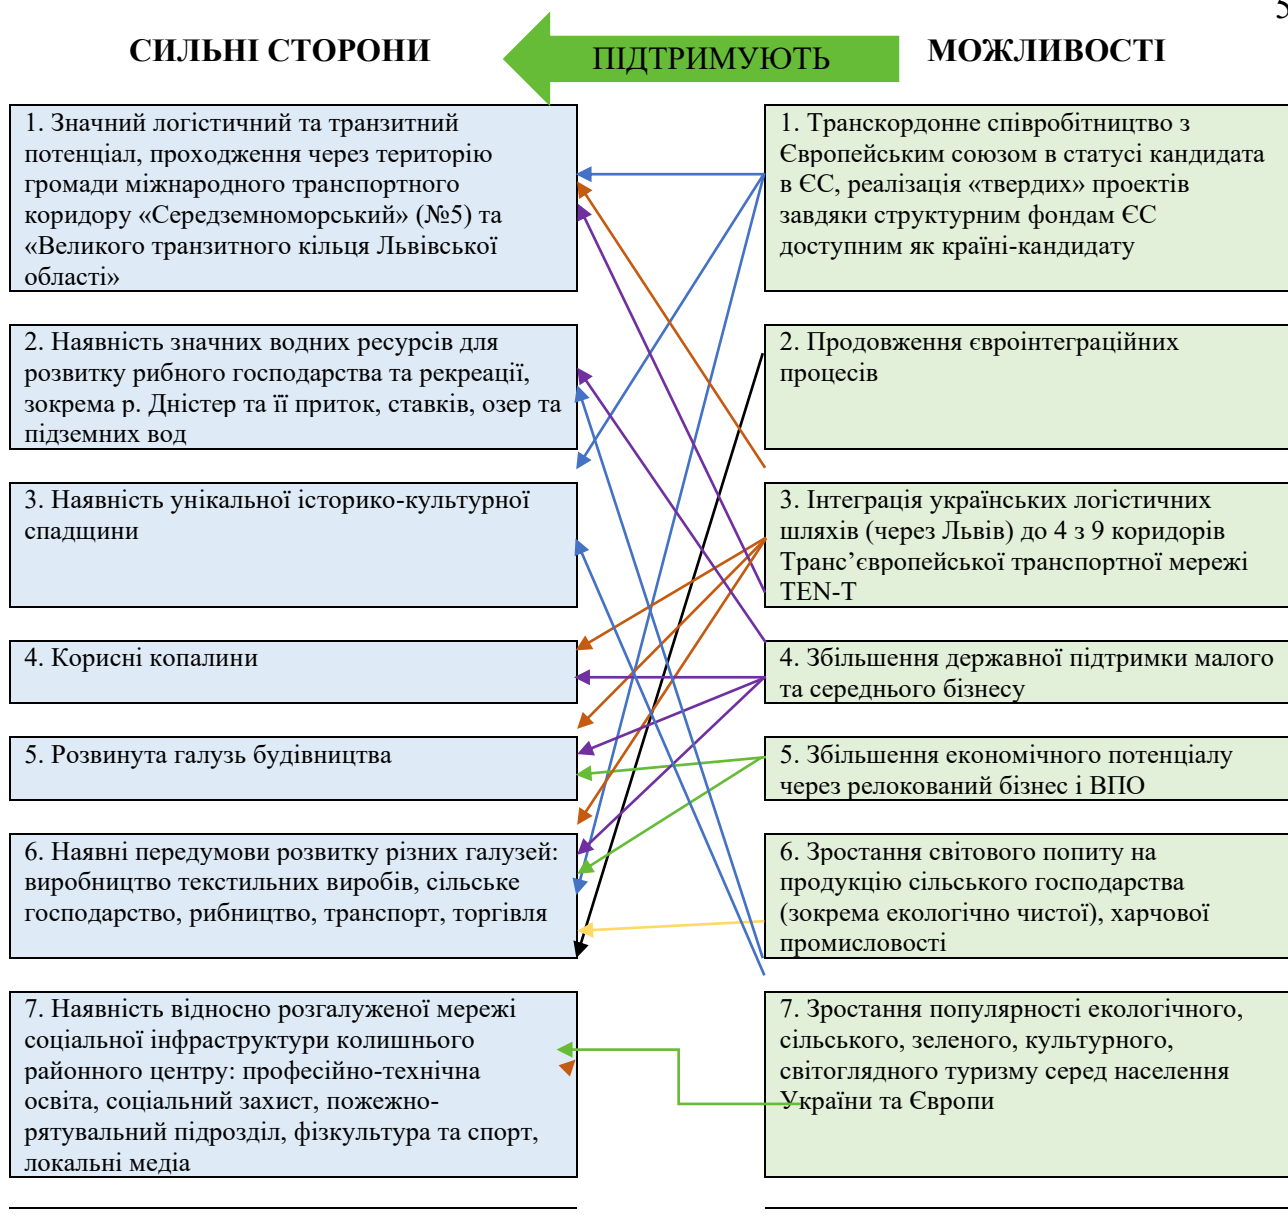 5
СИЛЬНІ СТОРОНИ
ПІДТРИМУЮТЬ
МОЖЛИВОСТІ
1. Значний логістичний та транзитний
потенціал, проходження через територію
громади міжнародного транспортного
коридору «Середземноморський» (№5) та
«Великого транзитного кільця Львівської
області»
1. Транскордонне співробітництво з
Європейським союзом в статусі кандидата
в ЄС, реалізація «твердих» проектів
завдяки структурним фондам ЄС
доступним як країні-кандидату
2. Наявність значних водних ресурсів для
розвитку рибного господарства та рекреації,
зокрема р. Дністер та її приток, ставків, озер та
підземних вод
2. Продовження євроінтеграційних
процесів
3. Наявність унікальної історико-культурної
спадщини
3. Інтеграція українських логістичних
шляхів (через Львів) до 4 з 9 коридорів
Транс’європейської транспортної мережі
TEN-T
4. Корисні копалини
4. Збільшення державної підтримки малого
та середнього бізнесу
5. Розвинута галузь будівництва
5. Збільшення економічного потенціалу
через релокований бізнес і ВПО
6. Наявні передумови розвитку різних галузей:
виробництво текстильних виробів, сільське
господарство, рибництво, транспорт, торгівля
6. Зростання світового попиту на
продукцію сільського господарства
(зокрема екологічно чистої), харчової
промисловості
7. Наявність відносно розгалуженої мережі
соціальної інфраструктури колишнього
районного центру: професійно-технічна
освіта, соціальний захист, пожежно-
рятувальний підрозділ, фізкультура та спорт,
локальні медіа
7. Зростання популярності екологічного,
сільського, зеленого, культурного,
світоглядного туризму серед населення
України та Європи